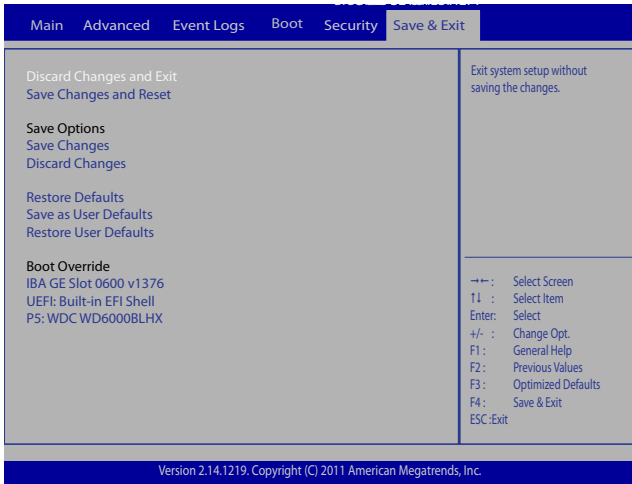 Main Advanced Event Logs Boot Security Save & Exit
Discard Changes and Exit
Save Changes and Reset
Save Options
Save Changes
Discard Changes
Restore Defaults
Save as User Defaults
Restore User Defaults
Boot Override
IBA GE Slot 0600 v1376
UEFI: Built-in EFI Shell
P5: WDC WD6000BLHX
Exit system setup without
saving the changes.
→← : Select Screen
↑↓ : Select Item
Enter: Select
+/- : Change Opt.
F1 : General Help
F2 : Previous Values
F3 : Optimized Defaults
F4 : Save & Exit
ESC :Exit
Version 2.14.1219. Copyright (C) 2011 American Megatrends, Inc.